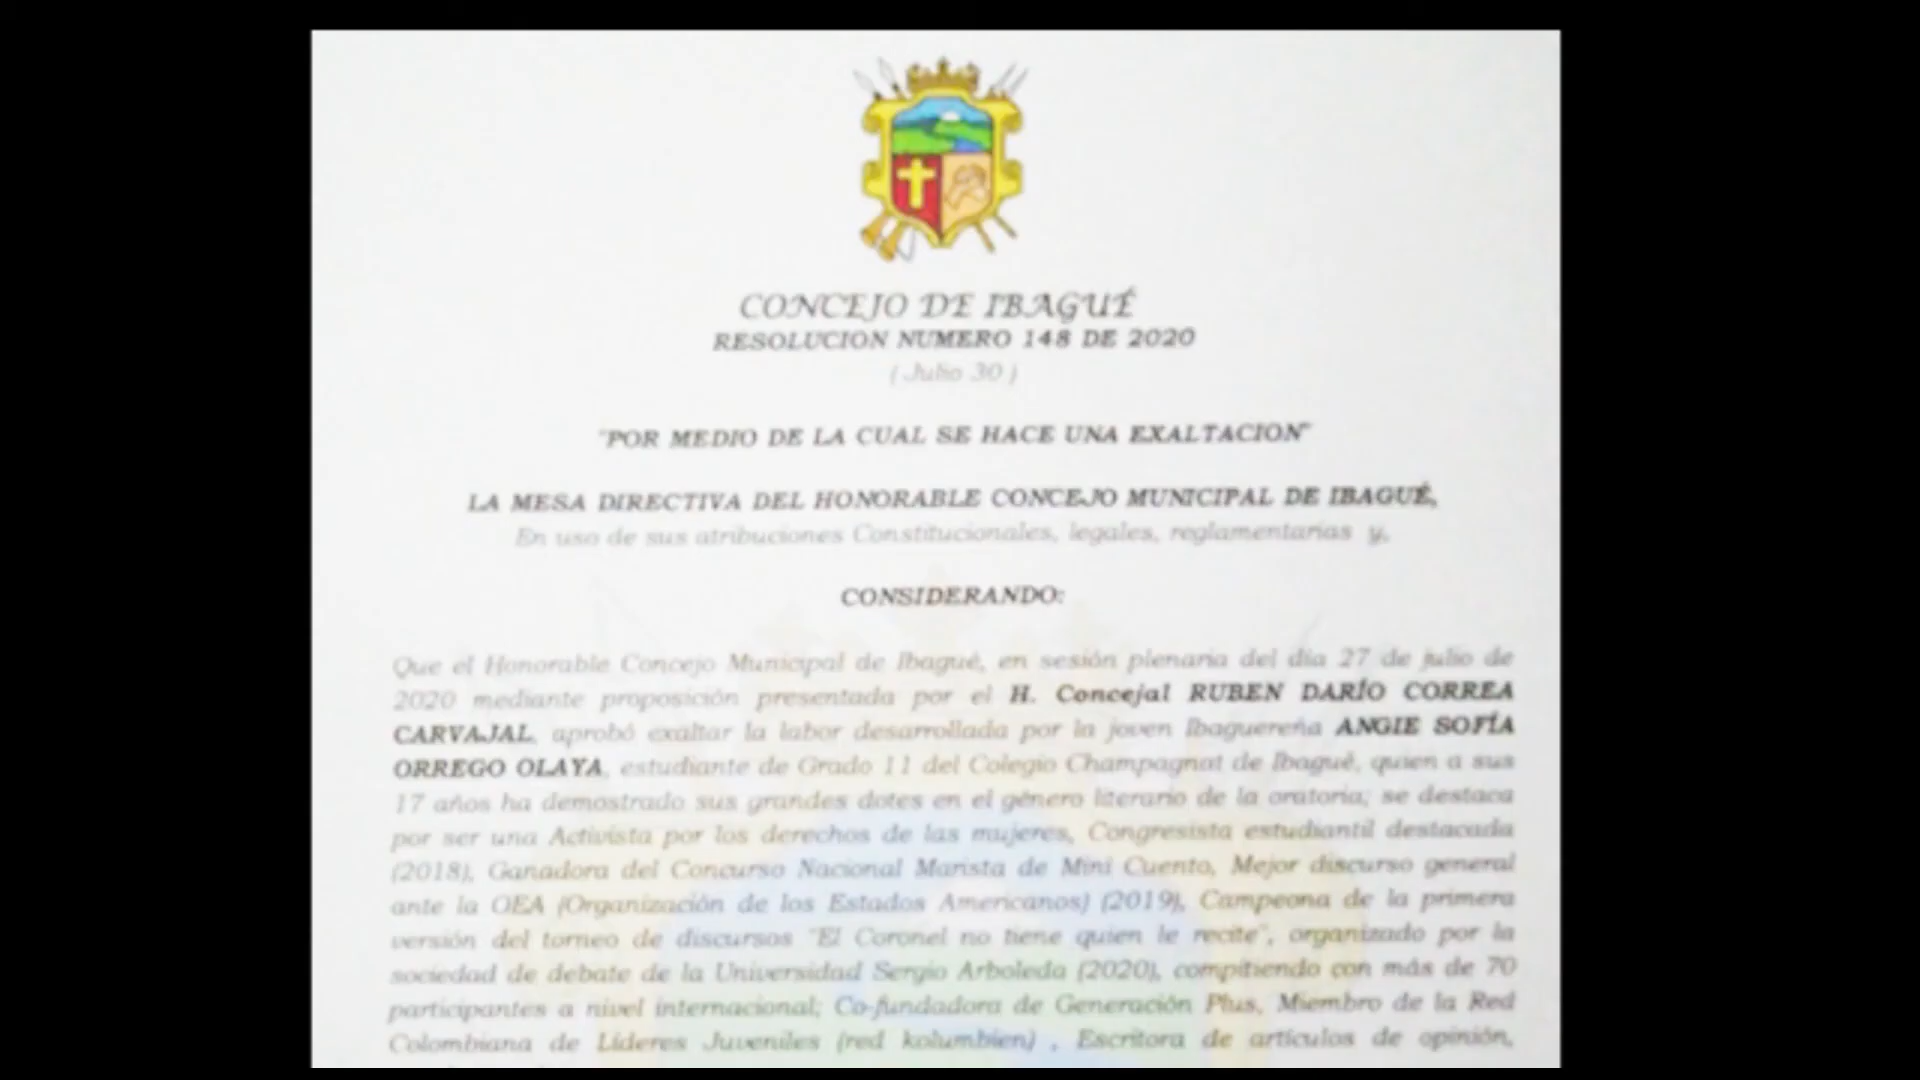 CONCEJO DE IBAGUÉ
RESOLUCION NUMERO 148 DE 2020
( Julio 30 )
"POR MEDIO DE LA CUAL SE HACE UNA EXALTACION"
LA MESA DIRECTIVA DEL HONORABLE CONCEJO MUNICIPAL DE IBAGUÉ,
En uso de sus atribuciones Constitucionales, legales, reglamentarias y,
CONSIDERANDO:
Que el Honorable Concejo Municipal de Ibagué, en sesión plenaria del día 27 de julio de
2020 mediante proposición presentada por el H. Concejal RUBEN DARÍO CORREA
CARVAJAL, aprobó exaltar la labor desarrollada por la joven Ibaguereña ANGIE SOFÍA
ORREGO OLAYA, estudiante de Grado 11 del Colegio Champagnat de Ibagué, quien a sus
17 años ha demostrado sus grandes dotes en el género literario de la oratoria; se destaca
por ser una Activista por los derechos de las mujeres, Congresista estudiantil destacada
(2018), Ganadora del Concurso Nacional Marista de Mini Cuento, Mejor discurso general
ante la OEA (Organización de los Estados Americanos) (2019), Campeona de la primera
versión del torneo de discursos "El Coronel no tiene quien le recite", organizado por la
sociedad de debate de la Universidad Sergio Arboleda (2020), compitiendo con más de 70
participantes a nivel internacional; Co-fundadora de Generación Plus, Miembro de la Red
Colombiana de Líderes Juveniles (red kolumbien) , Escritora de artículos de opinión,